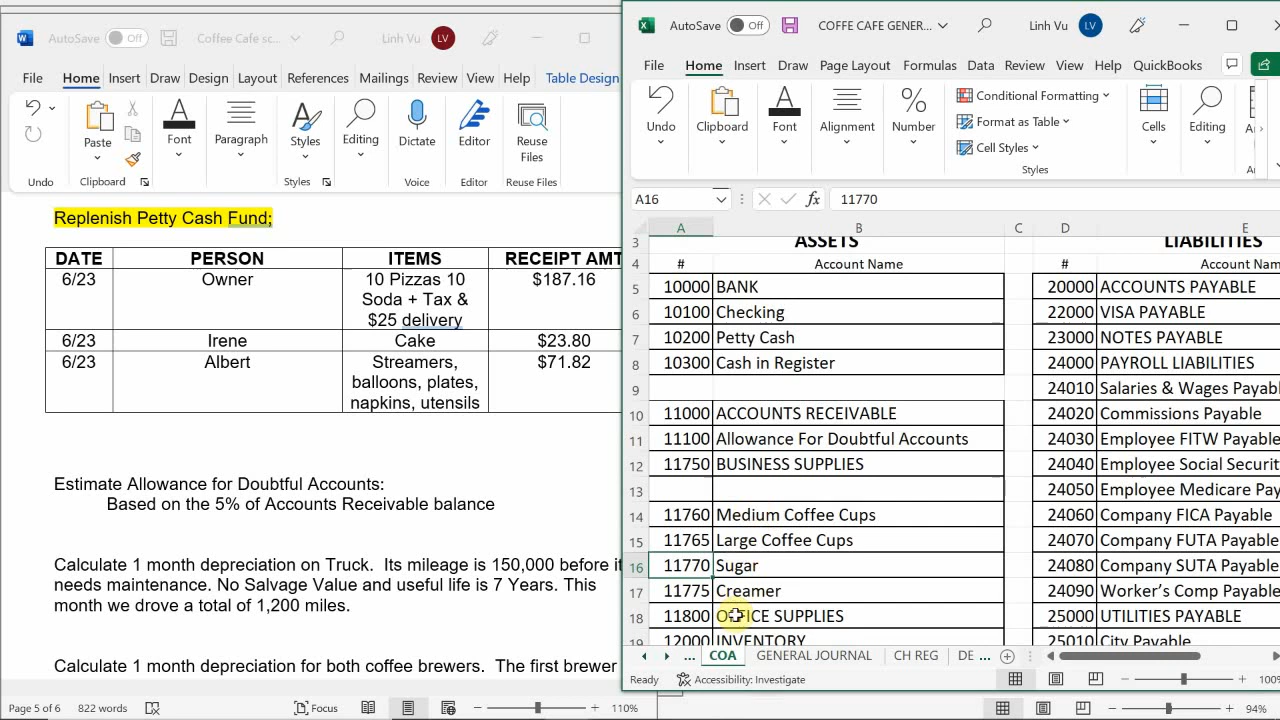 AutoSave Off Coffee Cafe sc... Linh Vu LV
File Home Insert Draw Design Layout References Mailings Review View Help Table Design
Undo
Paste
Clipboard
Font
Paragraph
Styles
Styles
Editing
Dictate
Voice
Editor
Editor
Reuse
Files
Reuse Files
Replenish Petty Cash Fund;
DATE PERSON ITEMS RECEIPT AMT
6/23 Owner 10 Pizzas 10 $187.16
Soda + Tax &
$25 delivery
6/23 Irene Cake $23.80
6/23 Albert Streamers, $71.82
balloons, plates,
napkins, utensils
Estimate Allowance for Doubtful Accounts:
Based on the 5% of Accounts Receivable balance
Calculate 1 month depreciation on Truck. Its mileage is 150,000 before it
needs maintenance. No Salvage Value and useful life is 7 Years. This
month we drove a total of 1,200 miles.
Calculate 1 month depreciation for both coffee brewers. The first brewer
Page 5 of 6 822 words Focus 110%
AutoSave Off COFFE CAFE GENER... Linh Vu LV
File Home Insert Draw Page Layout Formulas Data Review View Help QuickBooks
Undo
Clipboard
Font
Alignment
Number
Conditional Formatting
Format as Table
Cell Styles
Styles
Cells
Editing
A16 fx 11770
A B C D E
3 ASSETS LIABILITIES
4 # Account Name # Account Nam
5 10000 BANK 20000 ACCOUNTS PAYABLE
6 10100 Checking 22000 VISA PAYABLE
7 10200 Petty Cash 23000 NOTES PAYABLE
8 10300 Cash in Register 24000 PAYROLL LIABILITIES
9 24010 Salaries & Wages Payab
10 11000 ACCOUNTS RECEIVABLE 24020 Commissions Payable
11 11100 Allowance For Doubtful Accounts 24030 Employee FITW Payable
12 11750 BUSINESS SUPPLIES 24040 Employee Social Securit
13 24050 Employee Medicare Pay
14 11760 Medium Coffee Cups 24060 Company FICA Payable
15 11765 Large Coffee Cups 24070 Company FUTA Payable
16 11770 Sugar 24080 Company SUTA Payable
17 11775 Creamer 24090 Worker's Comp Payable
18 11800 OFFICE SUPPLIES 25000 UTILITIES PAYABLE
19 12000 INVENTORY 25010 City Payable
... COA GENERAL JOURNAL CH REG DE ...
Ready Accessibility: Investigate 100%
94%